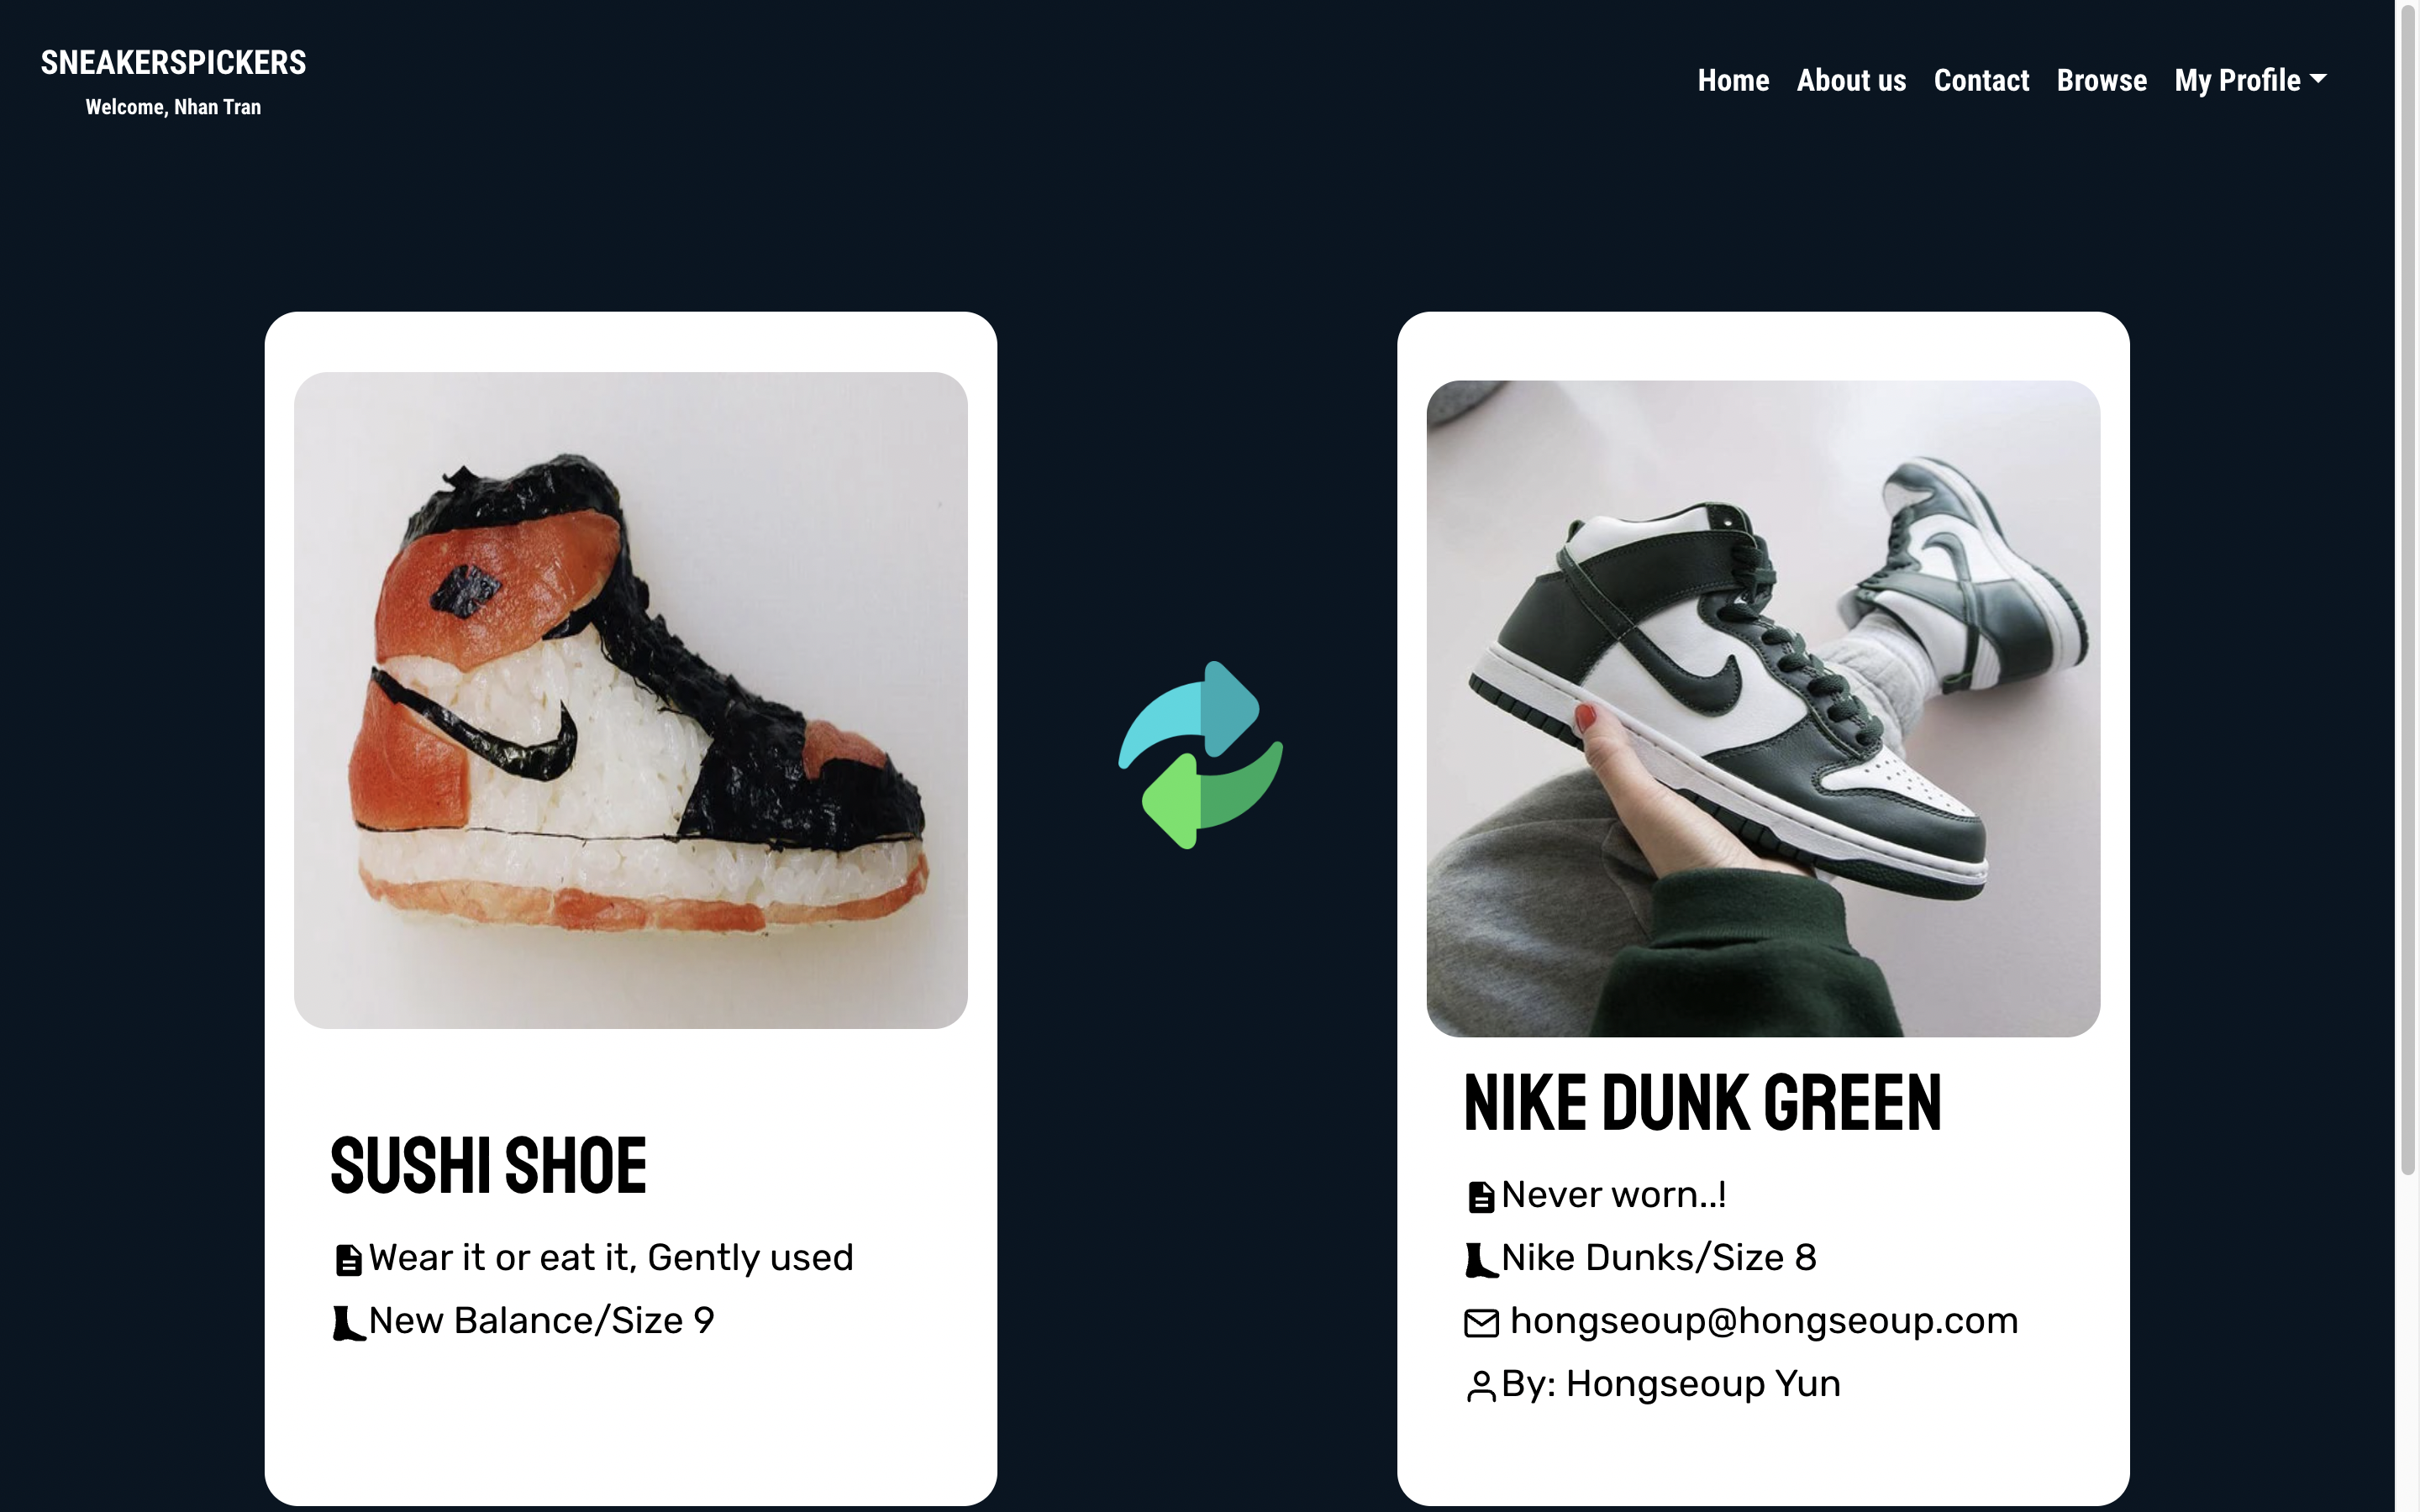 SNEAKERSPICKERS
Welcome, Nhan Tran
Home About us Contact Browse My Profile
SUSHI SHOE
Wear it or eat it, Gently used
New Balance/Size 9
NIKE DUNK GREEN
Never worn..!
Nike Dunks/Size 8
hongseoup@hongseoup.com
By: Hongseoup Yun